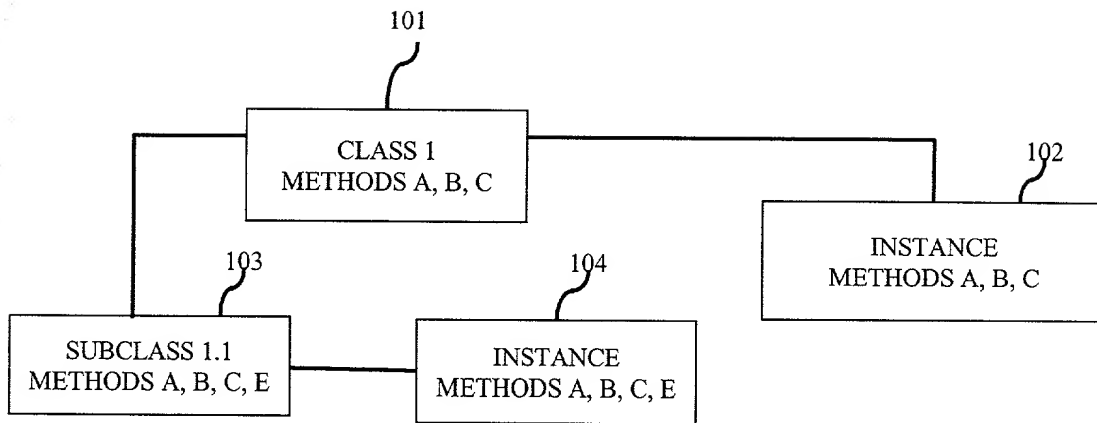 101
CLASS 1
METHODS A, B, C
102
INSTANCE
METHODS A, B, C
103
SUBCLASS 1.1
METHODS A, B, C, E
104
INSTANCE
METHODS A, B, C, E